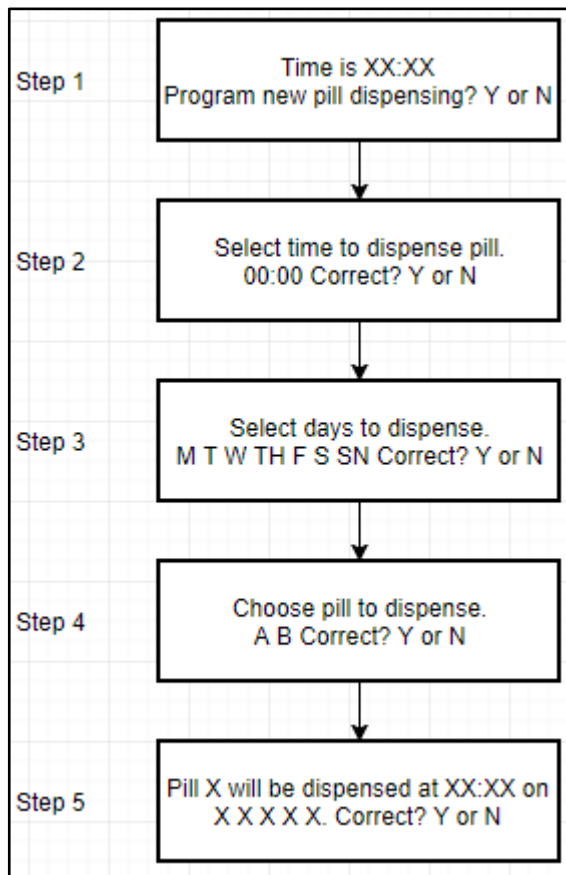 Step 1
Time is XX:XX
Program new pill dispensing? Y or N
Step 2
Select time to dispense pill.
00:00 Correct? Y or N
Step 3
Select days to dispense.
M T W TH F S SN Correct? Y or N
Step 4
Choose pill to dispense.
A B Correct? Y or N
Step 5
Pill X will be dispensed at XX:XX on
X X X X X. Correct? Y or N